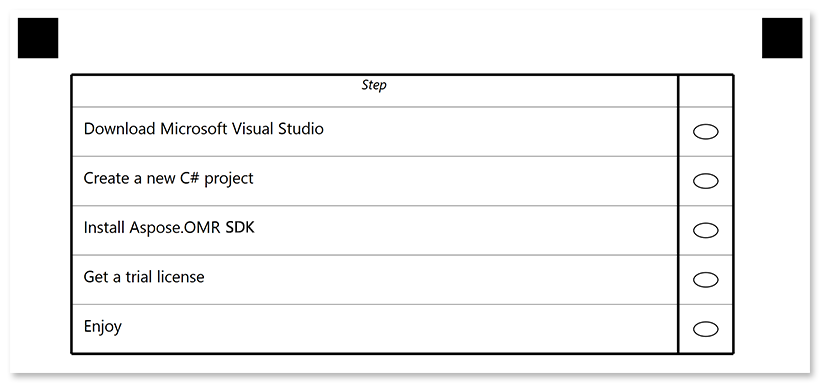 Step
Download Microsoft Visual Studio
Create a new C# project
Install Aspose.OMR SDK
Get a trial license
Enjoy